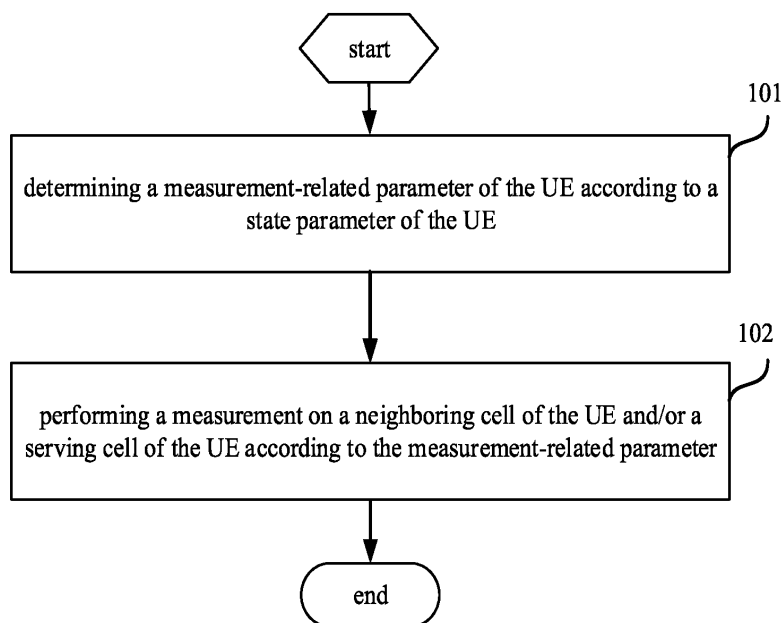 start
101
determining a measurement-related parameter of the UE according to a
state parameter of the UE
102
performing a measurement on a neighboring cell of the UE and/or a
serving cell of the UE according to the measurement-related parameter
end